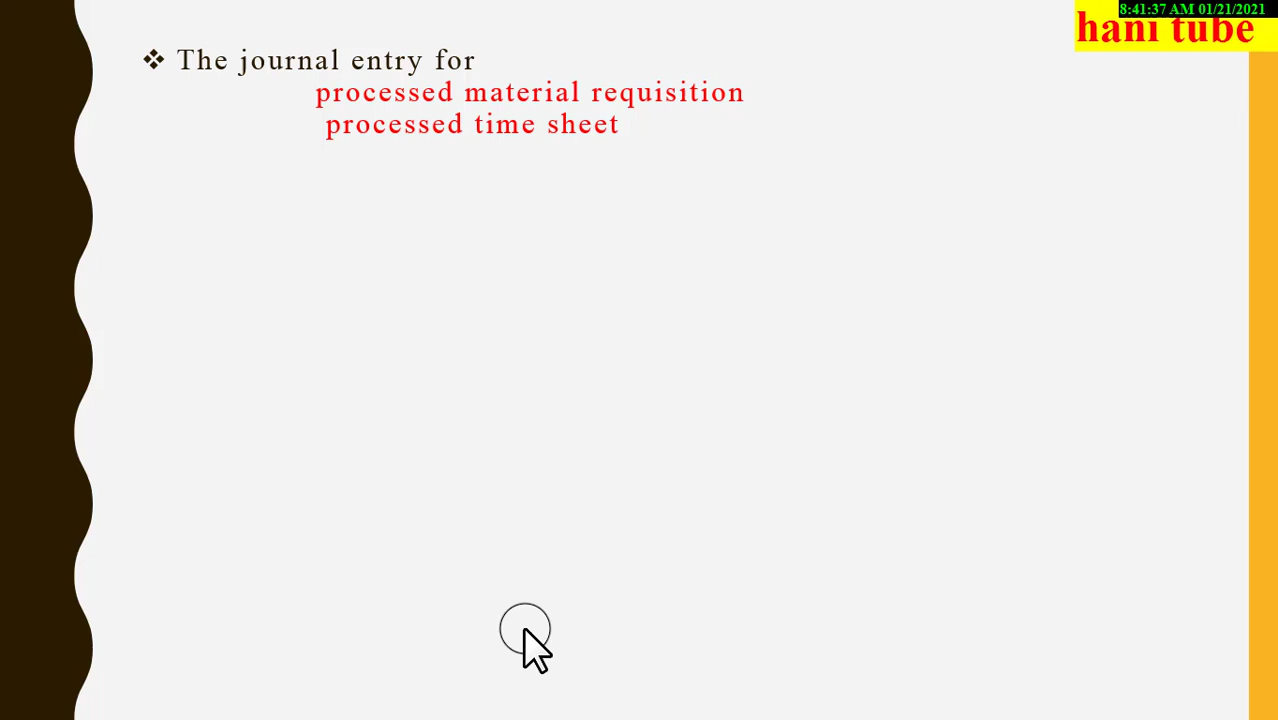 8:41:37 AM 01/21/2021
hani tube
❖ The journal entry for
processed material requisition
processed time sheet